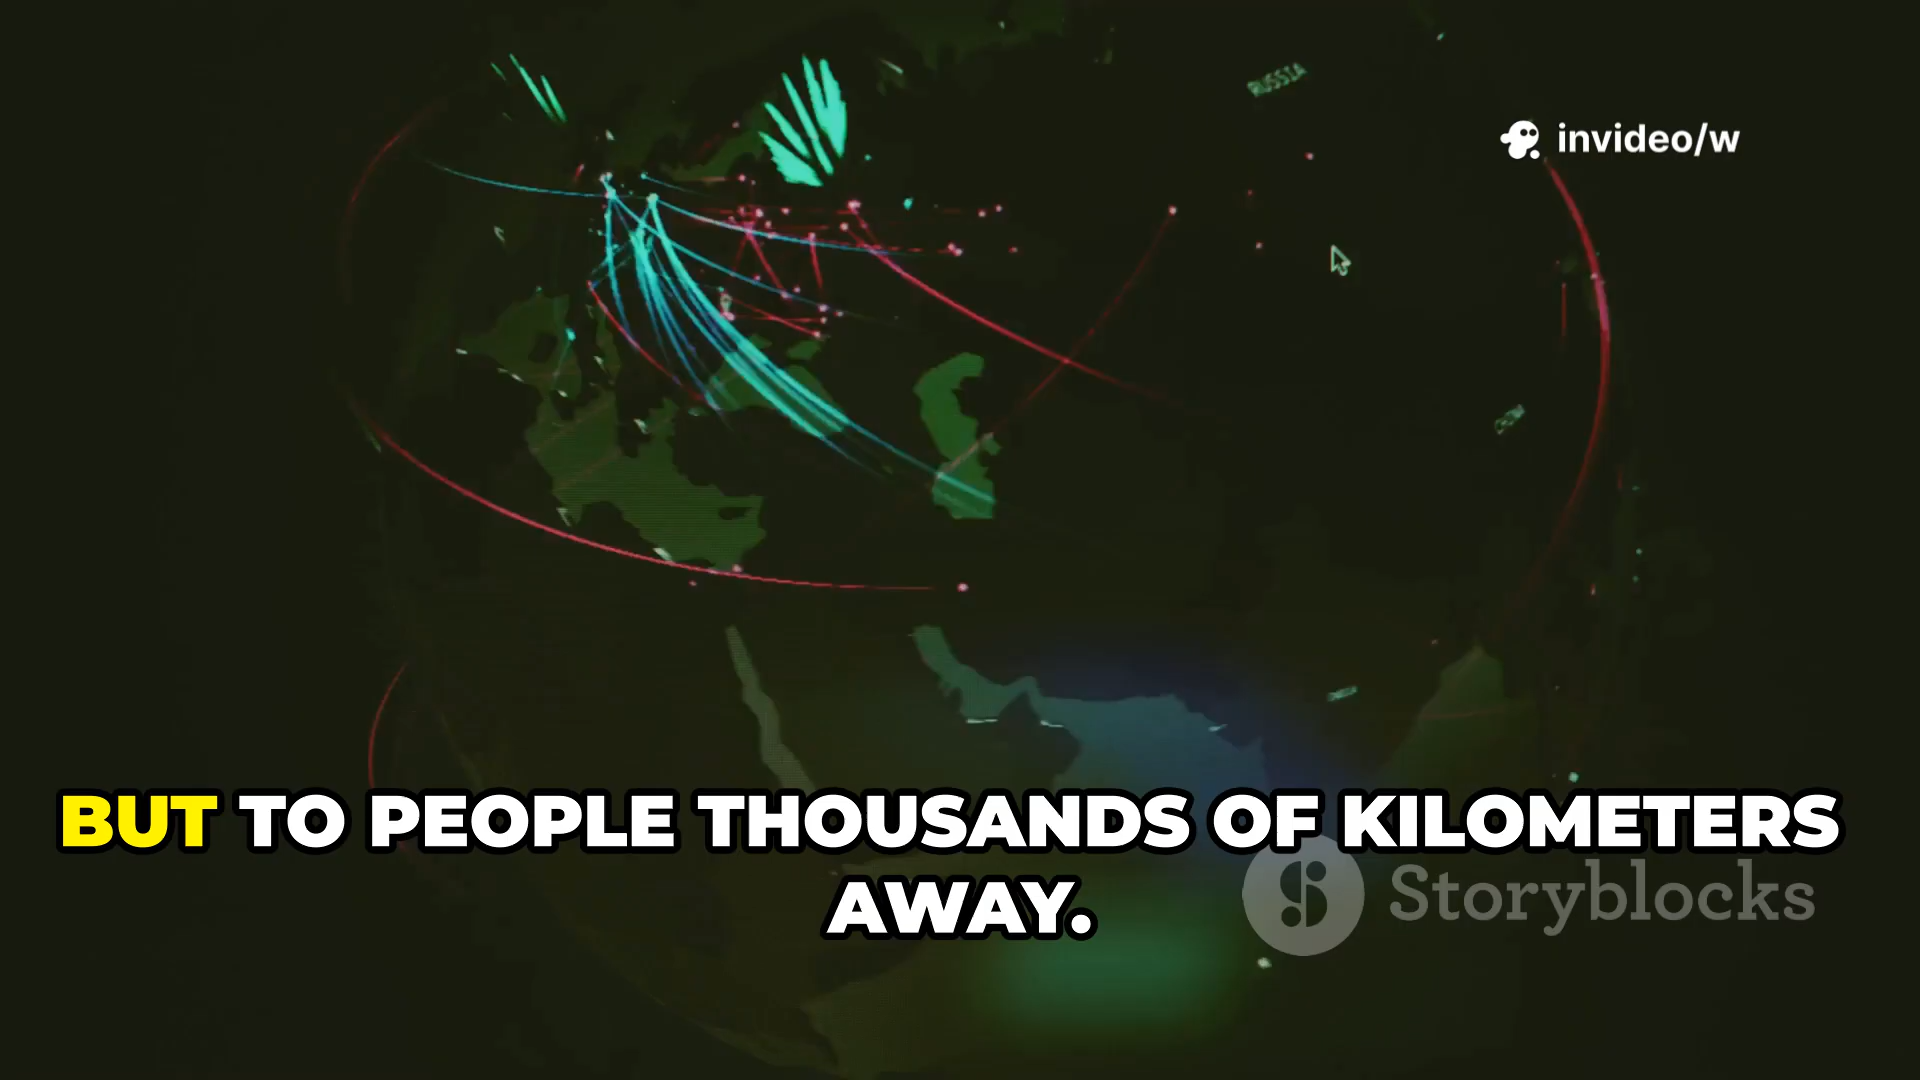 RUSSIA
invideo/w
BUT TO PEOPLE THOUSANDS OF KILOMETERS
AWAY.
Storyblocks